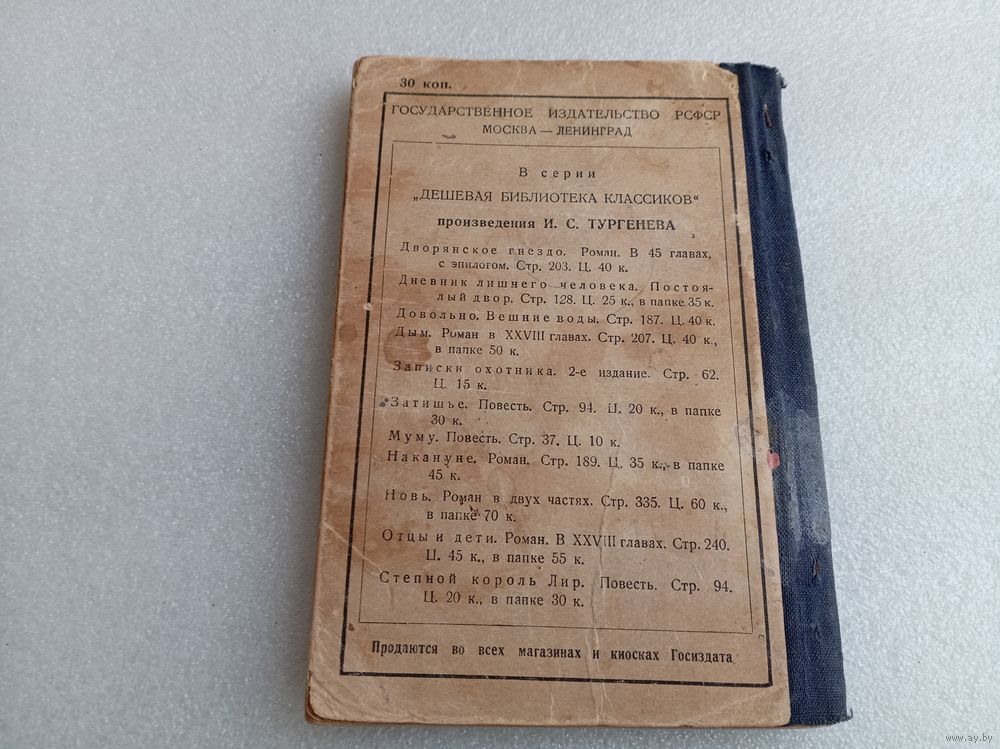 30 коп.
ГОСУДАРСТВЕННОЕ ИЗДАТЕЛЬСТВО РСФСР
МОСКВА — ЛЕНИНГРАД
В серии
„ДЕШЕВАЯ БИБЛИОТЕКА КЛАССИКОВ“
произведения И. С. ТУРГЕНЕВА
Дворянское гнездо. Роман. В 45 главах,
с эпилогом. Стр. 203. Ц. 40 к.
Дневник лишнего человека. Постоя-
лый двор. Стр. 128. Ц. 25 к., в папке 35 к.
Довольно. Вешние воды. Стр. 187. Ц. 40 к.
Дым. Роман в XXVIII главах. Стр. 207. Ц. 40 к.,
в папке 50 к.
Записки охотника. 2-е издание. Стр. 62.
Ц. 15 к.
Затишье. Повесть. Стр. 94. Ц. 20 к., в папке
30 к.
Муму. Повесть. Стр. 37. Ц. 10 к.
Накануне. Роман. Стр. 189. Ц. 35 к., в папке
45 к.
Новь. Роман в двух частях. Стр. 335. Ц. 60 к.,
в папке 70 к.
Отцы и дети. Роман. В XXVIII главах. Стр. 240.
Ц. 45 к., в папке 55 к.
Степной король Лир. Повесть. Стр. 94.
Ц. 20 к., в папке 30 к.
Продаются во всех магазинах и киосках Госиздата
www.ay.by